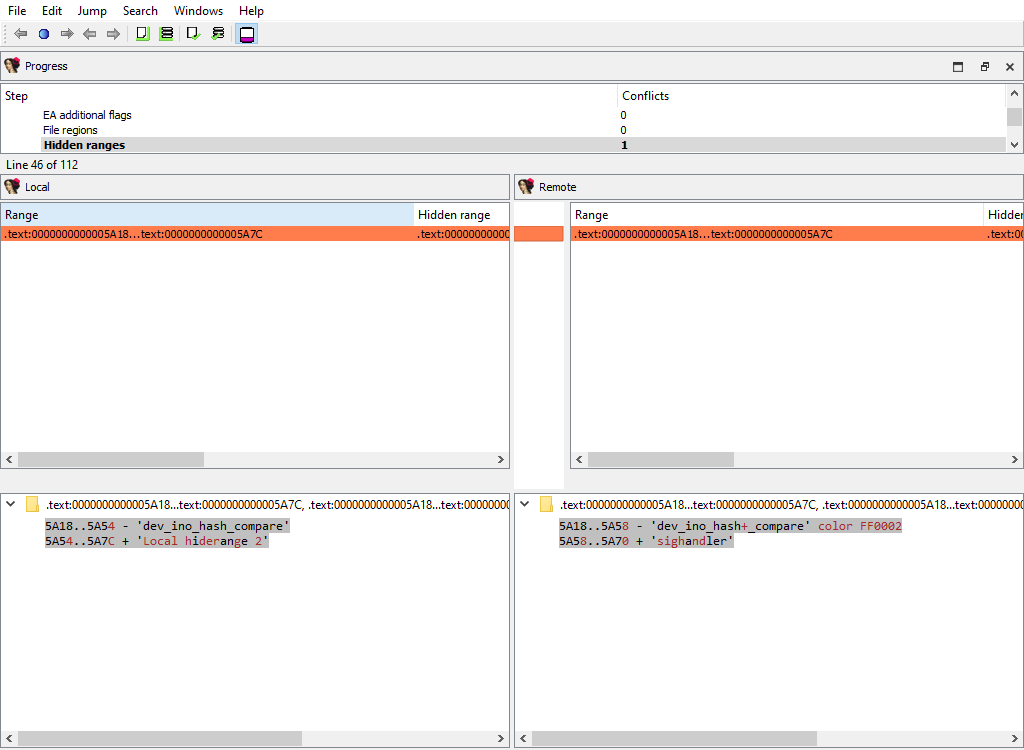 File Edit Jump Search Windows Help
Progress
Step Conflicts
EA additional flags 0
File regions 0
Hidden ranges 1
Line 46 of 112
Local Remote
Range Hidden range Range Hidden
.text:0000000000005A18...text:0000000000005A7C .text:00000000000 .text:0000000000005A18...text:0000000000005A7C .text:00
.text:0000000000005A18...text:0000000000005A7C, .text:0000000000005A18...text:000000000 .text:0000000000005A18...text:0000000000005A7C, .text:0000000000005A18...text:000000000
5A18..5A54 - 'dev_ino_hash_compare' 5A18..5A58 - 'dev_ino_hash+_compare' color FF0002
5A54..5A7C + 'Local hiderange 2' 5A58..5A70 + 'sighandler'